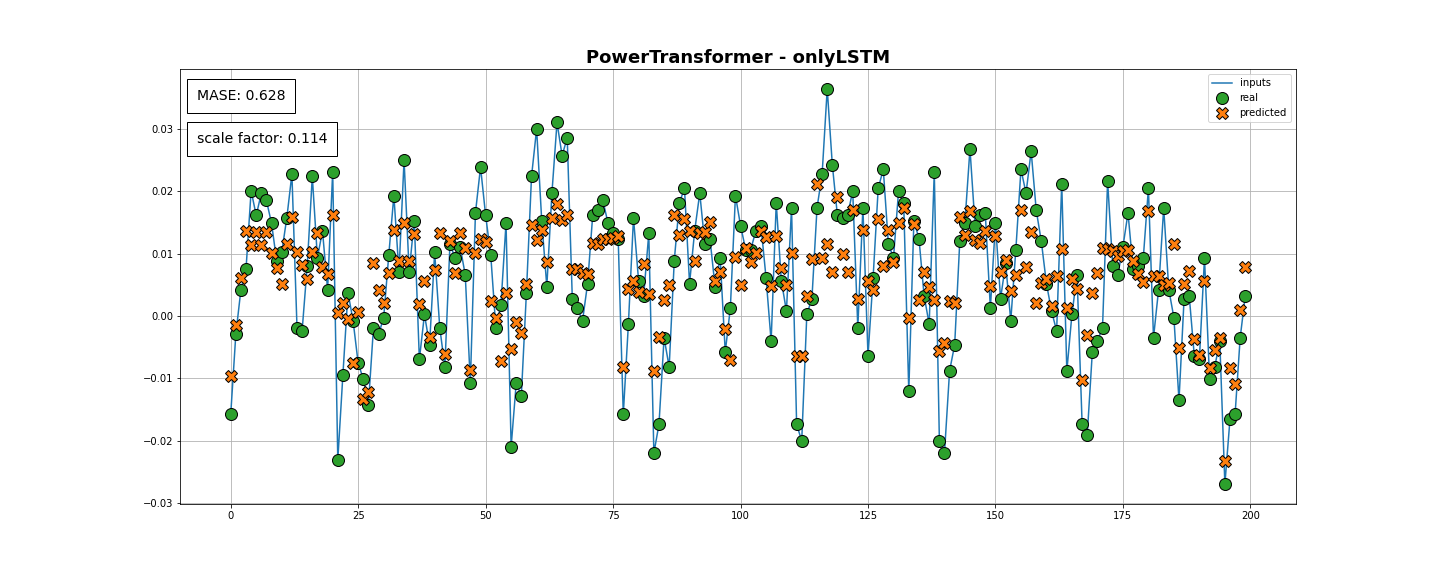 PowerTransformer - onlyLSTM
MASE: 0.628
scale factor: 0.114
inputs
real
predicted
0.03
0.02
0.01
0.00
−0.01
−0.02
−0.03
0 25 50 75 100 125 150 175 200